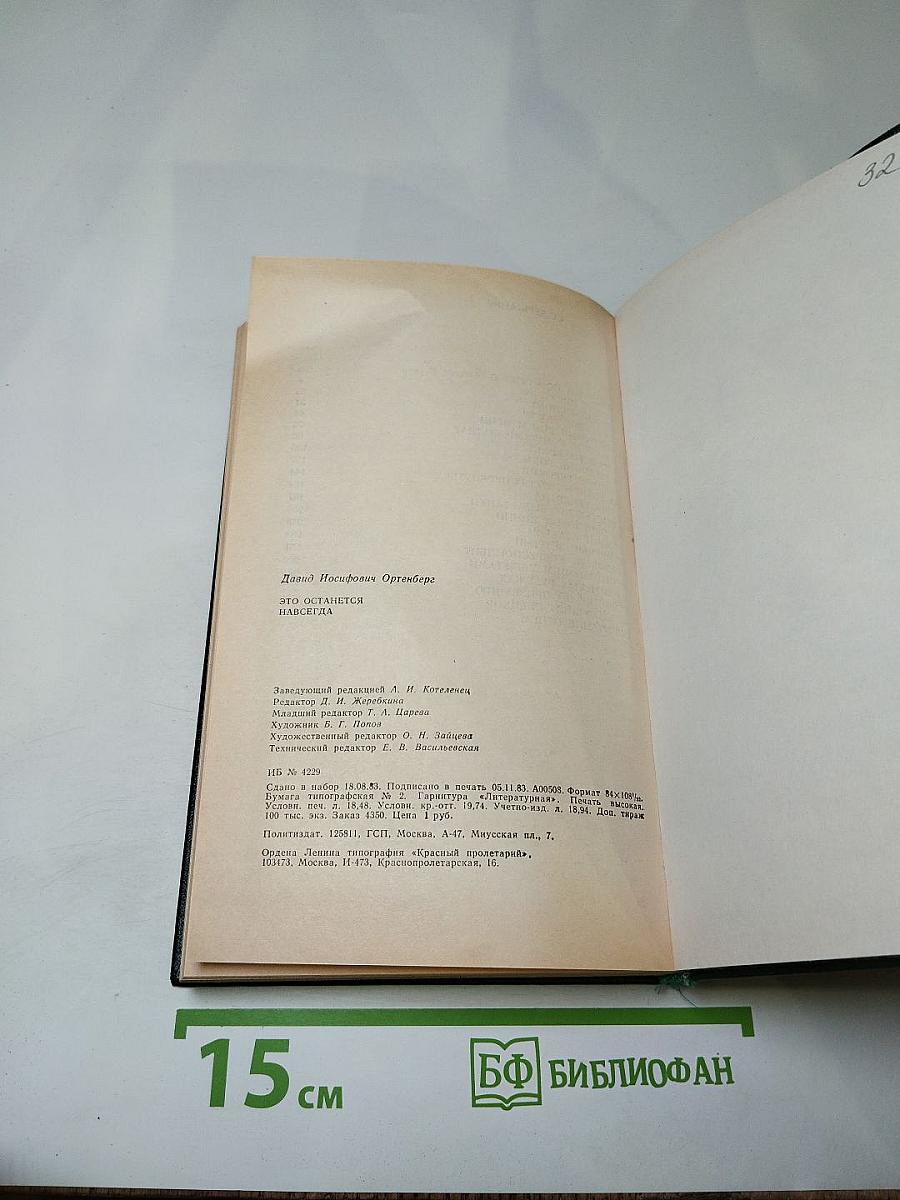 32
Давид Иосифович Ортенберг
ЭТО ОСТАНЕТСЯ
НАВСЕГДА
Заведующий редакцией А. И. Котеленец
Редактор Д. И. Жеребкина
Младший редактор Т. А. Царева
Художник Б. Г. Попов
Художественный редактор О. Н. Зайцева
Технический редактор Е. В. Васильевская
ИБ № 4229
Сдано в набор 18.08.83. Подписано в печать 05.11.83. А00503. Формат 84×108¹/₃₂.
Бумага типографская № 2. Гарнитура «Литературная». Печать высокая.
Условн. печ. л. 18,48. Условн. кр.-отт. 19,74. Учетно-изд. л. 18,94. Доп. тираж
100 тыс. экз. Заказ 4350. Цена 1 руб.
Политиздат. 125811, ГСП, Москва, А-47, Миусская пл., 7.
Ордена Ленина типография «Красный пролетарий».
103473, Москва, И-473, Краснопролетарская, 16.
15 см
БФ БИБЛИОФАН